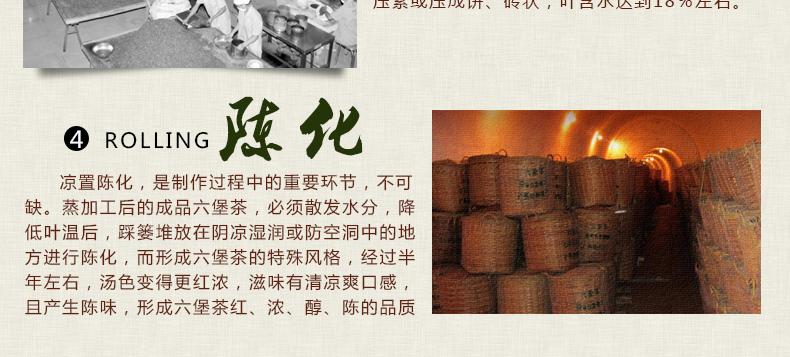 压紧或压成饼、砖状，叶含水达到18%左右。
4 ROLLING 陈化
凉置陈化，是制作过程中的重要环节，不可
缺。蒸加工后的成品六堡茶，必须散发水分，降
低叶温后，踩篓堆放在阴凉湿润或防空洞中的地
方进行陈化，而形成六堡茶的特殊风格，经过半
年左右，汤色变得更红浓，滋味有清凉爽口感，
且产生陈味，形成六堡茶红、浓、醇、陈的品质